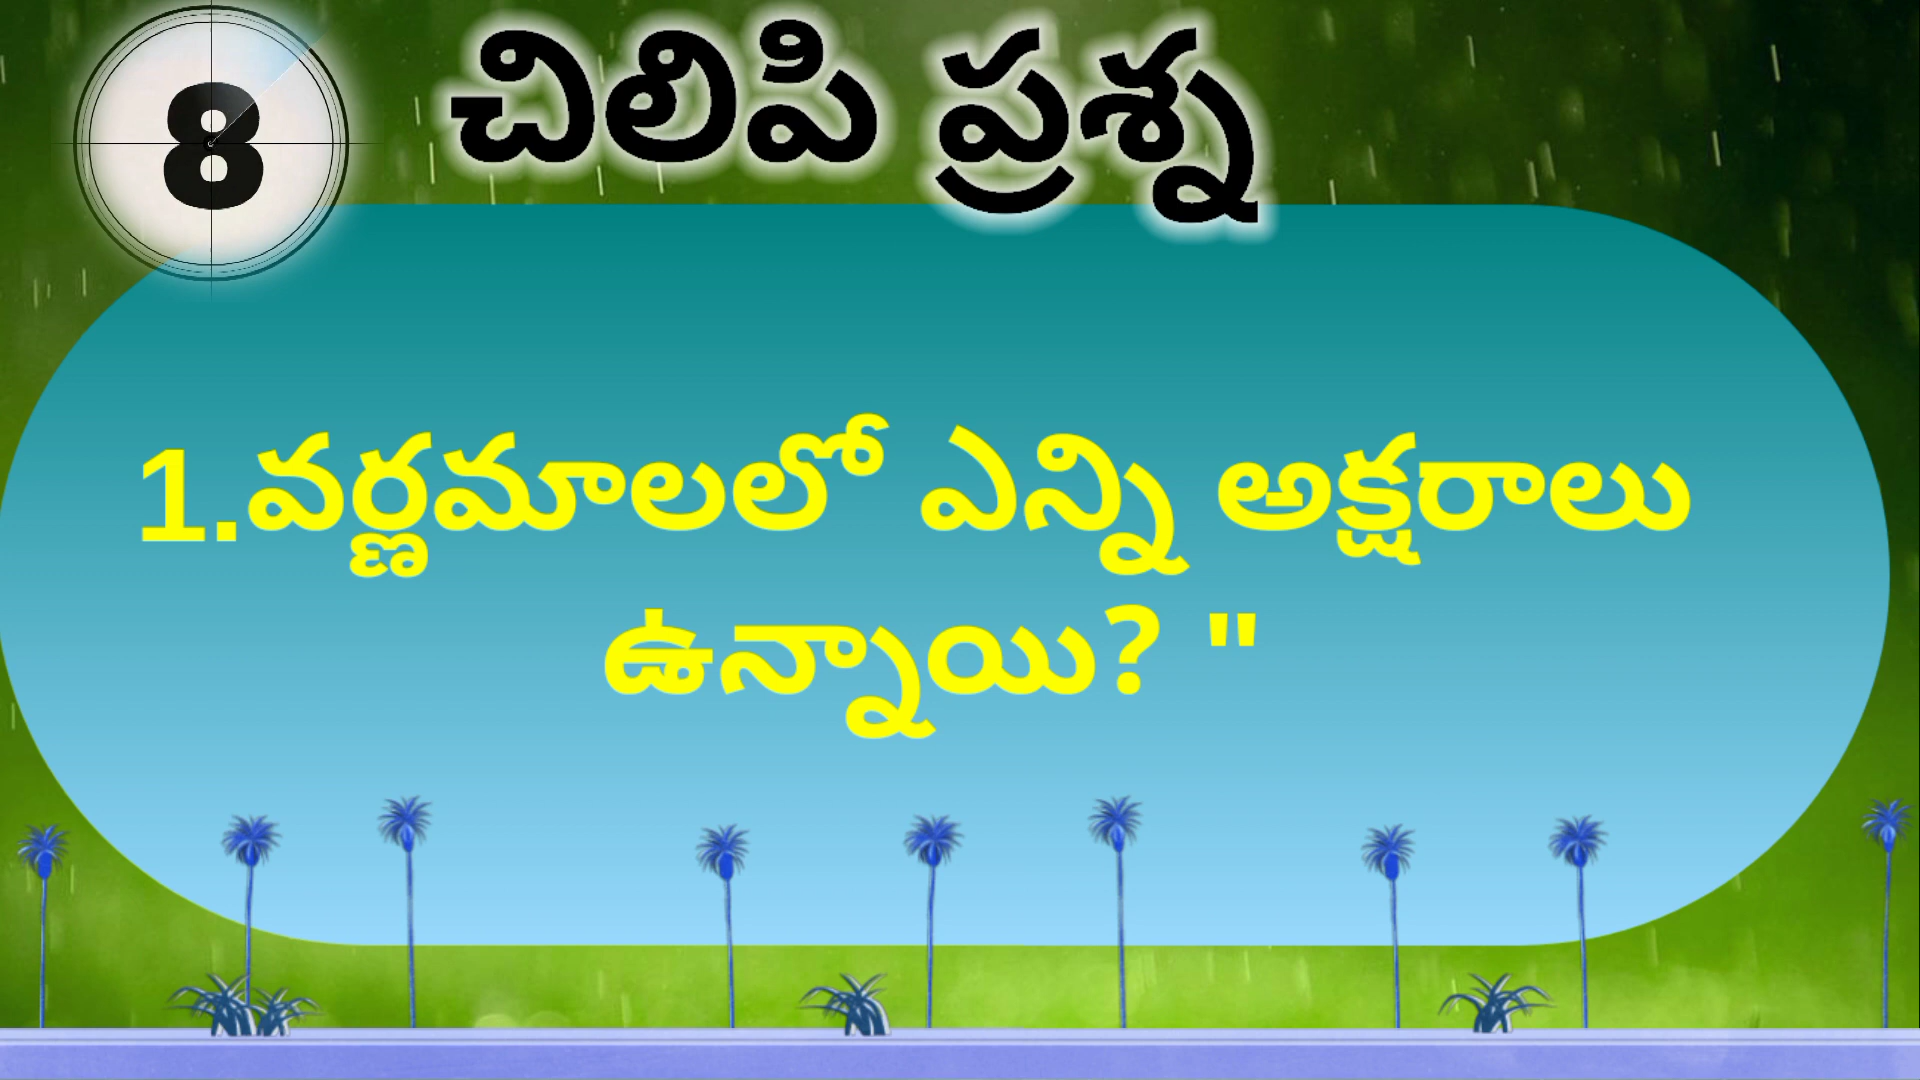 8
చిలిపి ప్రశ్న
1.వర్ణమాలలో ఎన్ని అక్షరాలు
ఉన్నాయి? "